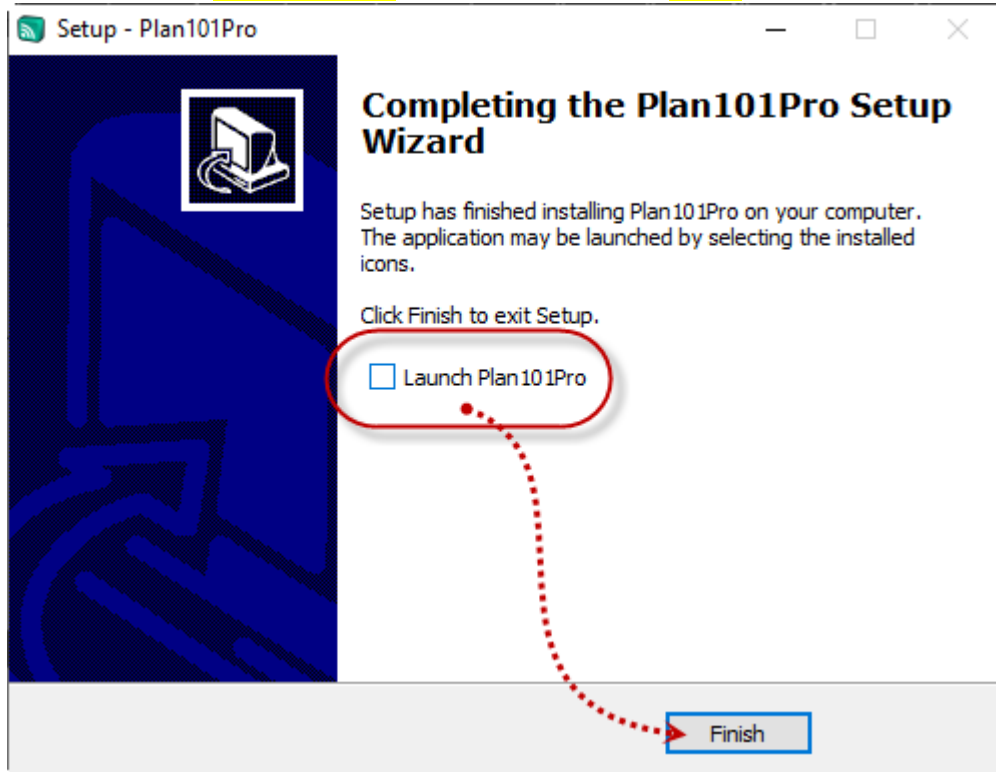 Setup - Plan101Pro
Completing the Plan101Pro Setup
Wizard
Setup has finished installing Plan101Pro on your computer.
The application may be launched by selecting the installed
icons.
Click Finish to exit Setup.
Launch Plan101Pro
Finish